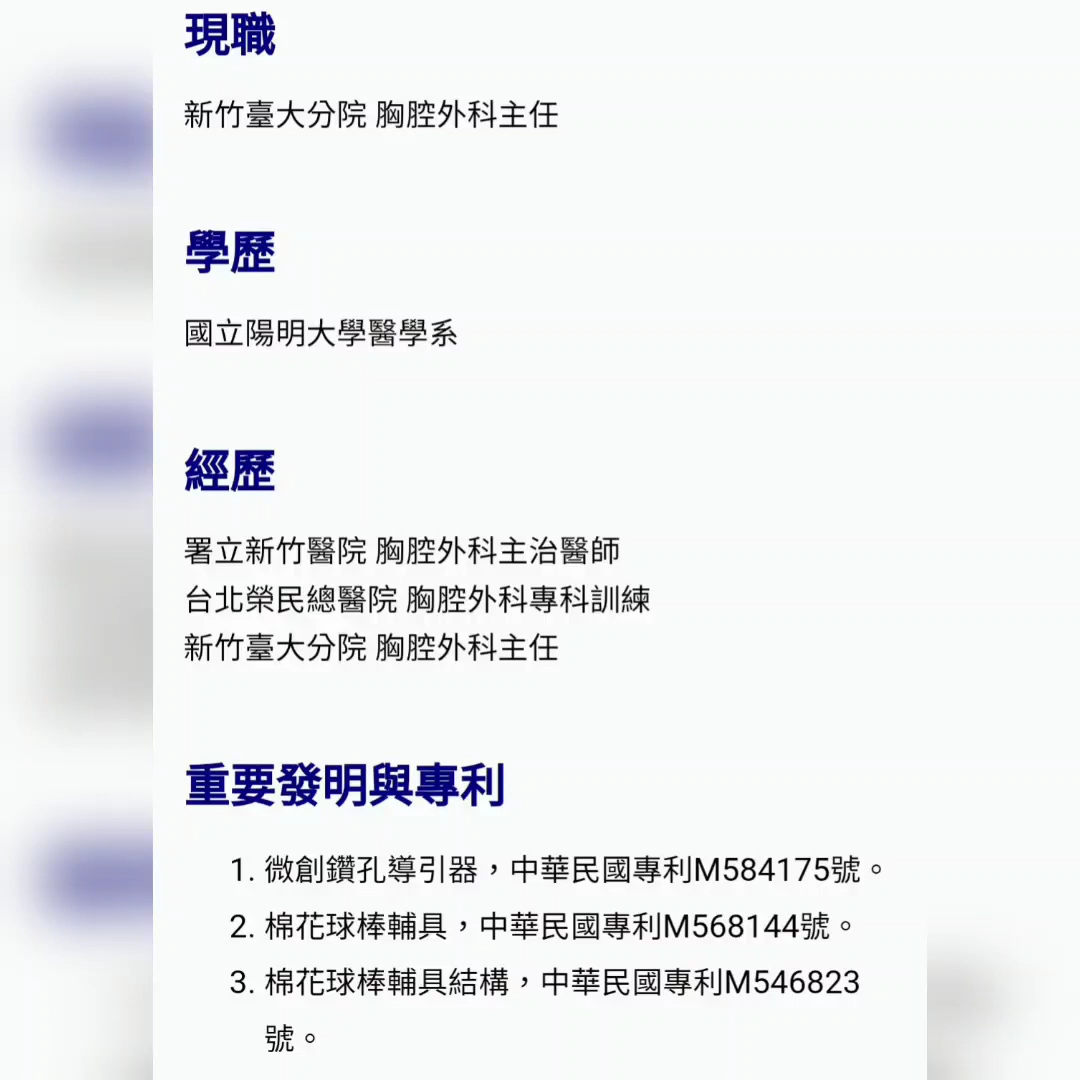 現職
新竹臺大分院 胸腔外科主任
學歷
國立陽明大學醫學系
經歷
署立新竹醫院 胸腔外科主治醫師
台北榮民總醫院 胸腔外科專科訓練
新竹臺大分院 胸腔外科主任
重要發明與專利
1. 微創鑽孔導引器，中華民國專利M584175號。
2. 棉花球棒輔具，中華民國專利M568144號。
3. 棉花球棒輔具結構，中華民國專利M546823
號。